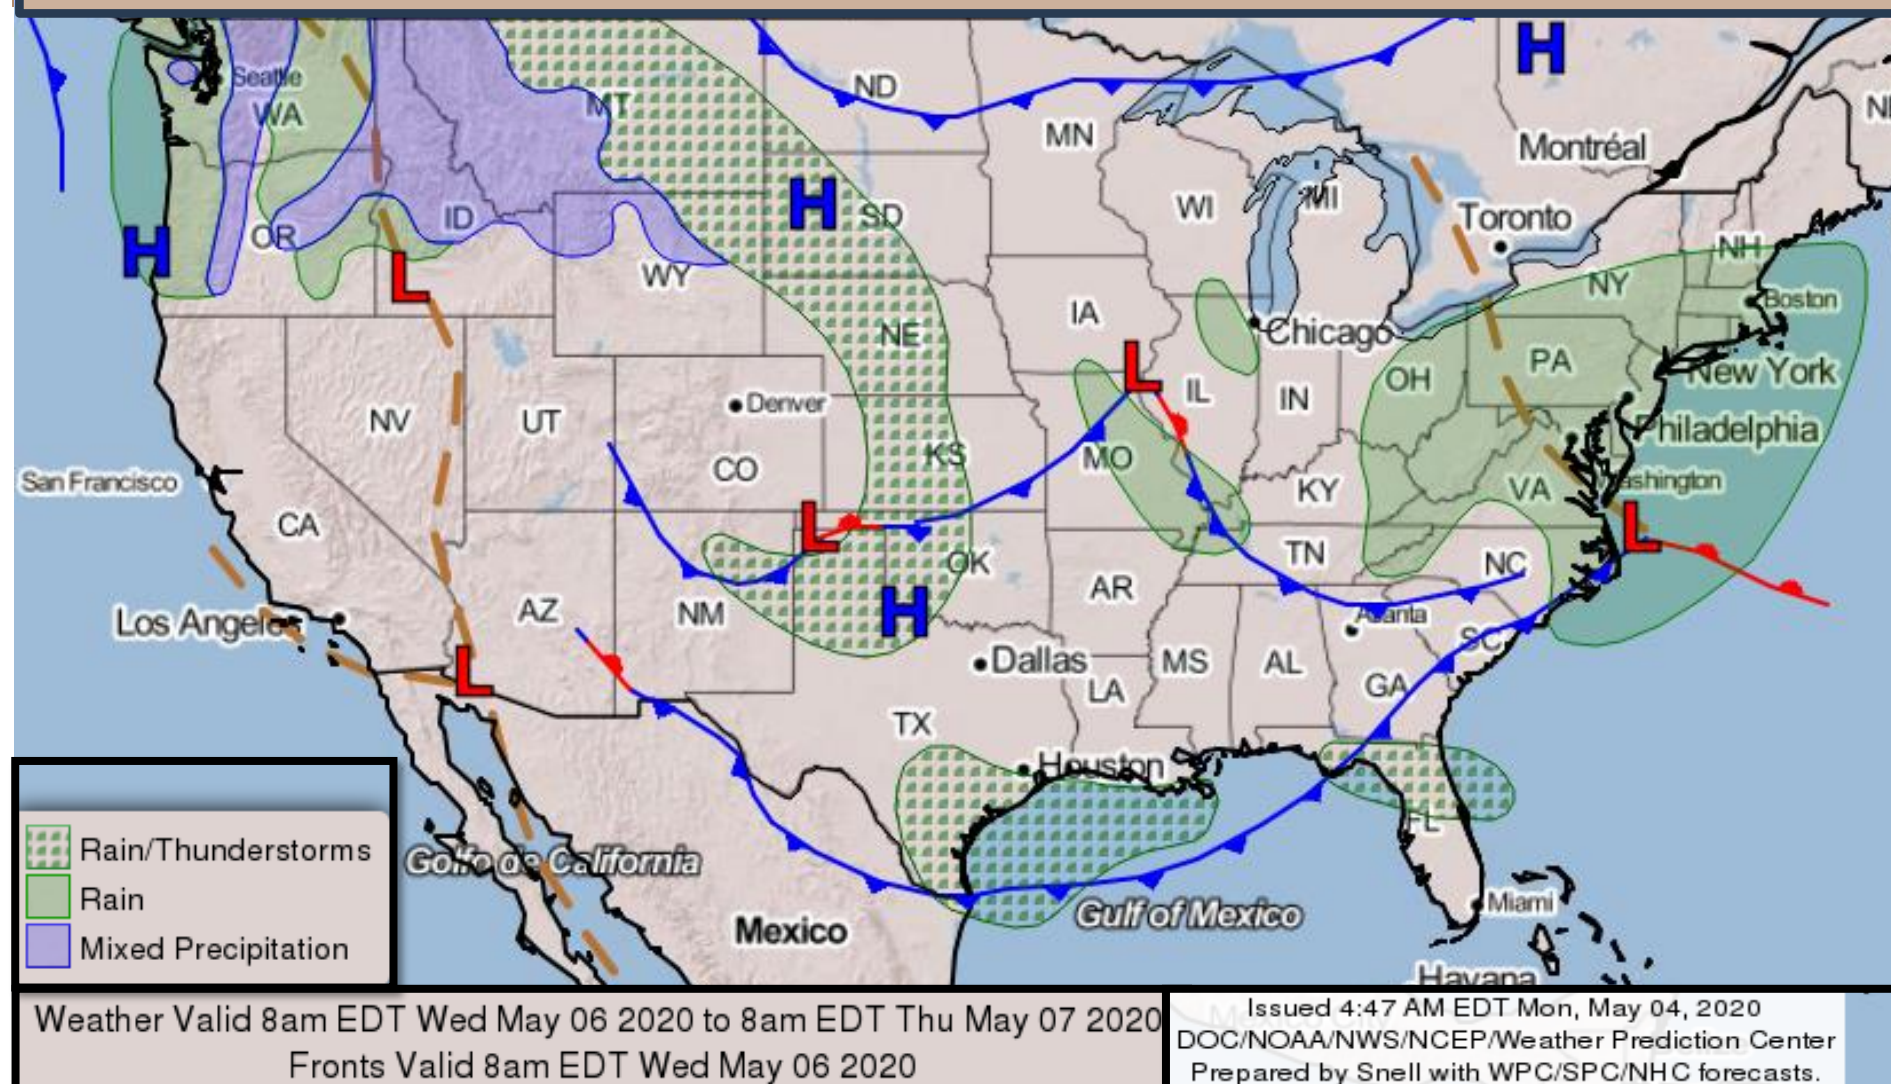 H
ND
Seattle
MT
WA
MN
Montréal
H
SD
WI
MI
Toronto
ID
OR
H
NH
L
WY
NY
Boston
IA
NE
Chicago
L
PA
New York
OH
IL
IN
Denver
NV
UT
Philadelphia
KS
MO
CO
San Francisco
KY
VA
Washington
CA
L
L
TN
NC
OK
AR
H
AZ
NM
Los Angeles
Atlanta
SC
L
Dallas
MS
AL
GA
LA
TX
Houston
FL
Rain/Thunderstorms
Rain
Mixed Precipitation
Golfo de California
Mexico
Gulf of Mexico
Miami
Havana
Weather Valid 8am EDT Wed May 06 2020 to 8am EDT Thu May 07 2020
Fronts Valid 8am EDT Wed May 06 2020
Issued 4:47 AM EDT Mon, May 04, 2020
DOC/NOAA/NWS/NCEP/Weather Prediction Center
Prepared by Snell with WPC/SPC/NHC forecasts.